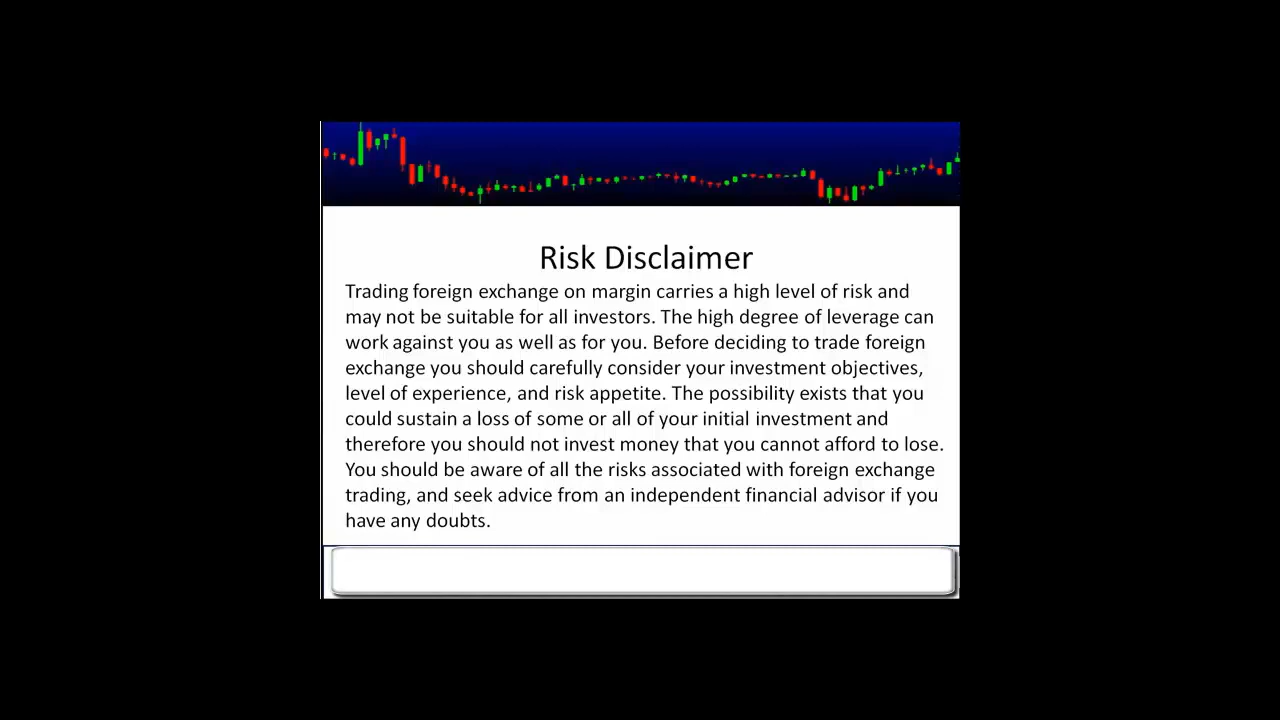 Risk Disclaimer
Trading foreign exchange on margin carries a high level of risk and
may not be suitable for all investors. The high degree of leverage can
work against you as well as for you. Before deciding to trade foreign
exchange you should carefully consider your investment objectives,
level of experience, and risk appetite. The possibility exists that you
could sustain a loss of some or all of your initial investment and
therefore you should not invest money that you cannot afford to lose.
You should be aware of all the risks associated with foreign exchange
trading, and seek advice from an independent financial advisor if you
have any doubts.